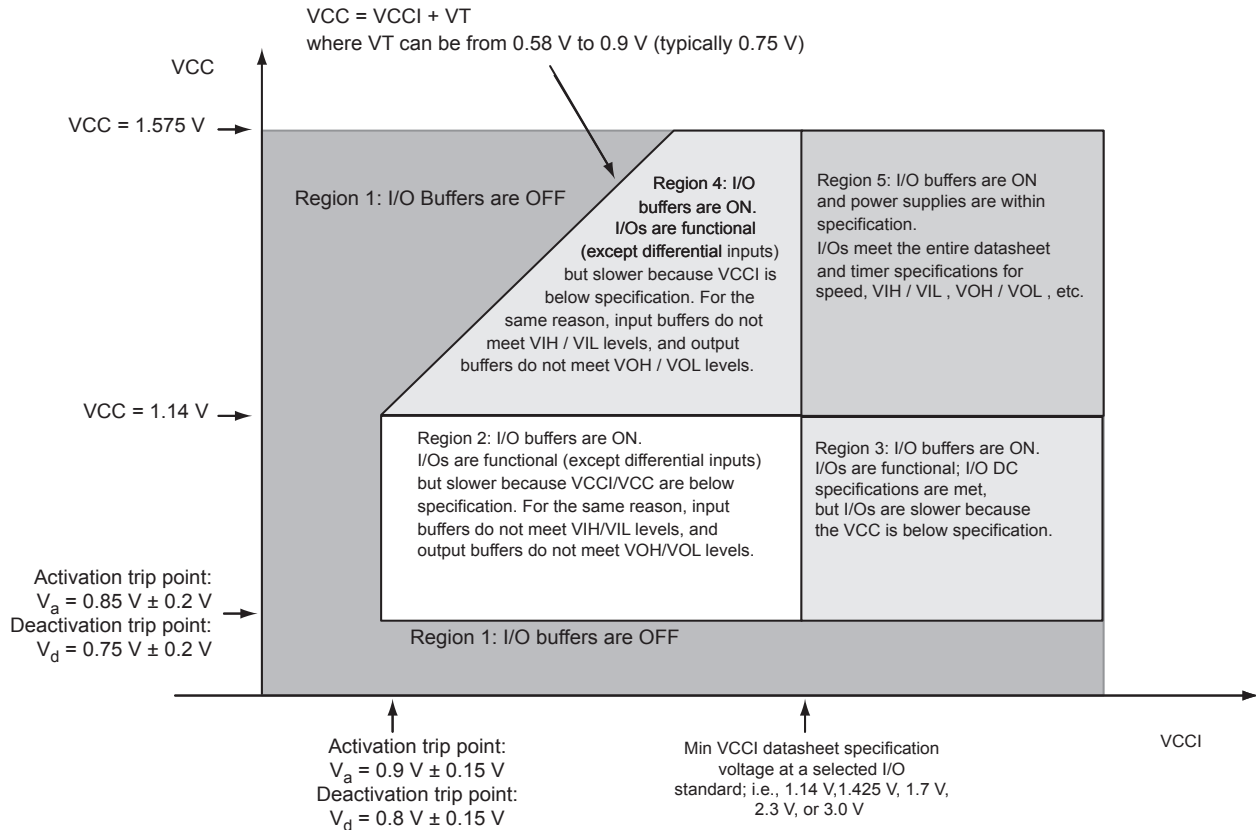 VCC = VCCI + VT
where VT can be from 0.58 V to 0.9 V (typically 0.75 V)
VCC
VCC = 1.575 V
Region 1: I/O Buffers are OFF
Region 4: I/O
buffers are ON.
I/Os are functional
(except differential inputs)
but slower because VCCI is
below specification. For the
same reason, input buffers do not
meet VIH / VIL levels, and output
buffers do not meet VOH / VOL levels.
Region 5: I/O buffers are ON
and power supplies are within
specification.
I/Os meet the entire datasheet
and timer specifications for
speed, VIH / VIL , VOH / VOL , etc.
VCC = 1.14 V
Region 2: I/O buffers are ON.
I/Os are functional (except differential inputs)
but slower because VCCI/VCC are below
specification. For the same reason, input
buffers do not meet VIH/VIL levels, and
output buffers do not meet VOH/VOL levels.
Region 3: I/O buffers are ON.
I/Os are functional; I/O DC
specifications are met,
but I/Os are slower because
the VCC is below specification.
Activation trip point:
Va = 0.85 V ± 0.2 V
Deactivation trip point:
Vd = 0.75 V ± 0.2 V
Region 1: I/O buffers are OFF
Activation trip point:
Va = 0.9 V ± 0.15 V
Deactivation trip point:
Vd = 0.8 V ± 0.15 V
Min VCCI datasheet specification
voltage at a selected I/O
standard; i.e., 1.14 V,1.425 V, 1.7 V,
2.3 V, or 3.0 V
VCCI